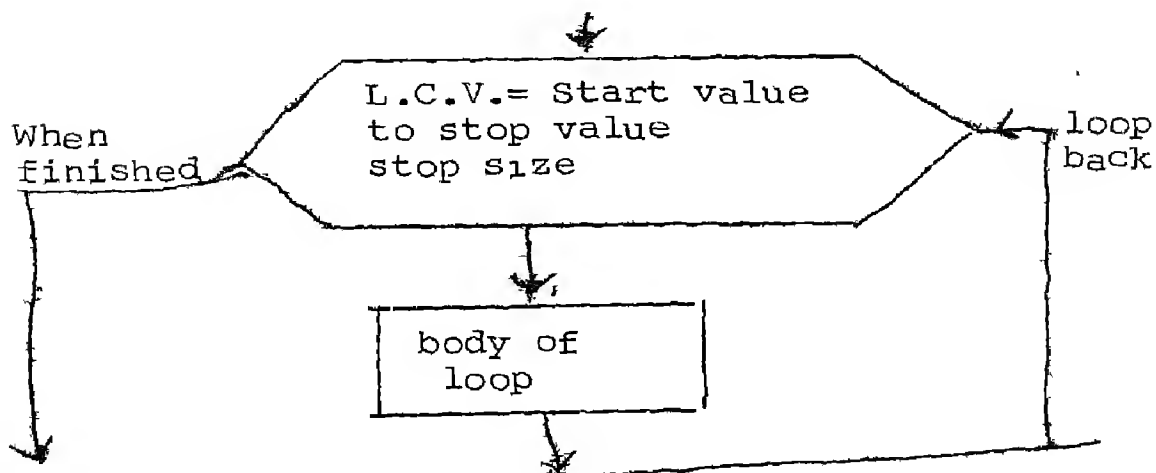 L.C.V.= Start value
to stop value
stop size
When
finished
loop
back
body of
loop